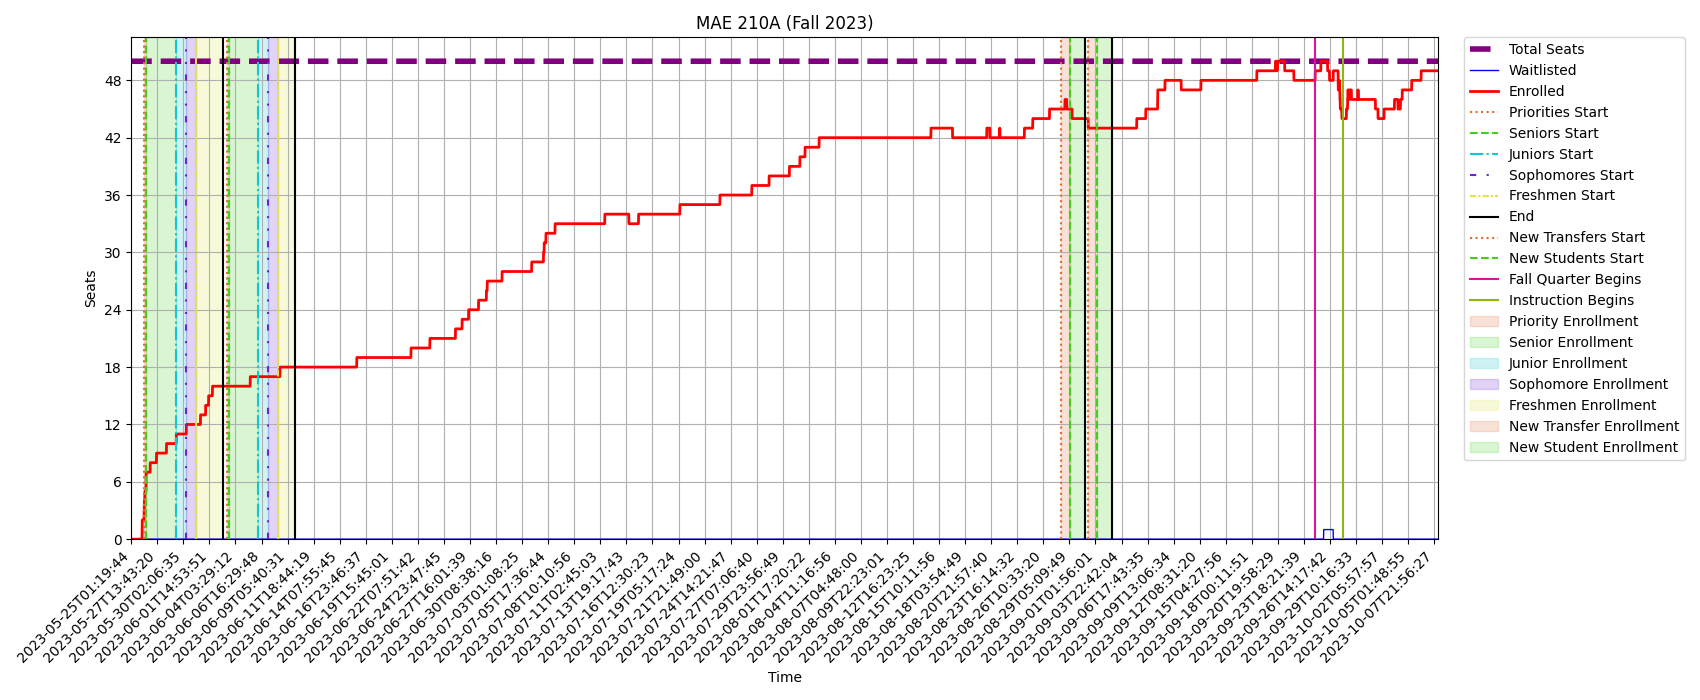 MAE 210A (Fall 2023)
Seats
48
42
36
30
24
18
12
6
0
2023-05-25T01:19:44
2023-05-27T13:43:20
2023-05-30T02:06:35
2023-06-01T14:53:51
2023-06-04T03:29:12
2023-06-06T16:29:48
2023-06-09T05:40:31
2023-06-11T18:44:19
2023-06-14T07:55:45
2023-06-16T23:46:37
2023-06-19T15:45:01
2023-06-22T07:51:42
2023-06-24T23:47:45
2023-06-27T16:01:39
2023-06-30T08:38:16
2023-07-03T01:08:25
2023-07-05T17:36:44
2023-07-08T10:10:56
2023-07-11T02:45:03
2023-07-13T19:17:43
2023-07-16T12:30:23
2023-07-19T05:17:24
2023-07-21T21:49:00
2023-07-24T14:21:47
2023-07-27T07:06:40
2023-07-29T23:56:49
2023-08-01T17:20:22
2023-08-04T11:16:56
2023-08-07T04:48:00
2023-08-09T22:23:01
2023-08-12T16:23:25
2023-08-15T10:11:56
2023-08-18T03:54:49
2023-08-20T21:57:40
2023-08-23T16:14:32
2023-08-26T10:33:20
2023-08-29T05:09:49
2023-09-01T01:56:01
2023-09-03T22:42:04
2023-09-06T17:43:35
2023-09-09T13:06:34
2023-09-12T08:31:20
2023-09-15T04:27:56
2023-09-18T00:11:51
2023-09-20T19:58:29
2023-09-23T18:21:39
2023-09-26T14:17:42
2023-09-29T10:16:33
2023-10-02T05:57:57
2023-10-05T01:48:55
2023-10-07T21:56:27
Time
Total Seats
Waitlisted
Enrolled
Priorities Start
Seniors Start
Juniors Start
Sophomores Start
Freshmen Start
End
New Transfers Start
New Students Start
Fall Quarter Begins
Instruction Begins
Priority Enrollment
Senior Enrollment
Junior Enrollment
Sophomore Enrollment
Freshmen Enrollment
New Transfer Enrollment
New Student Enrollment